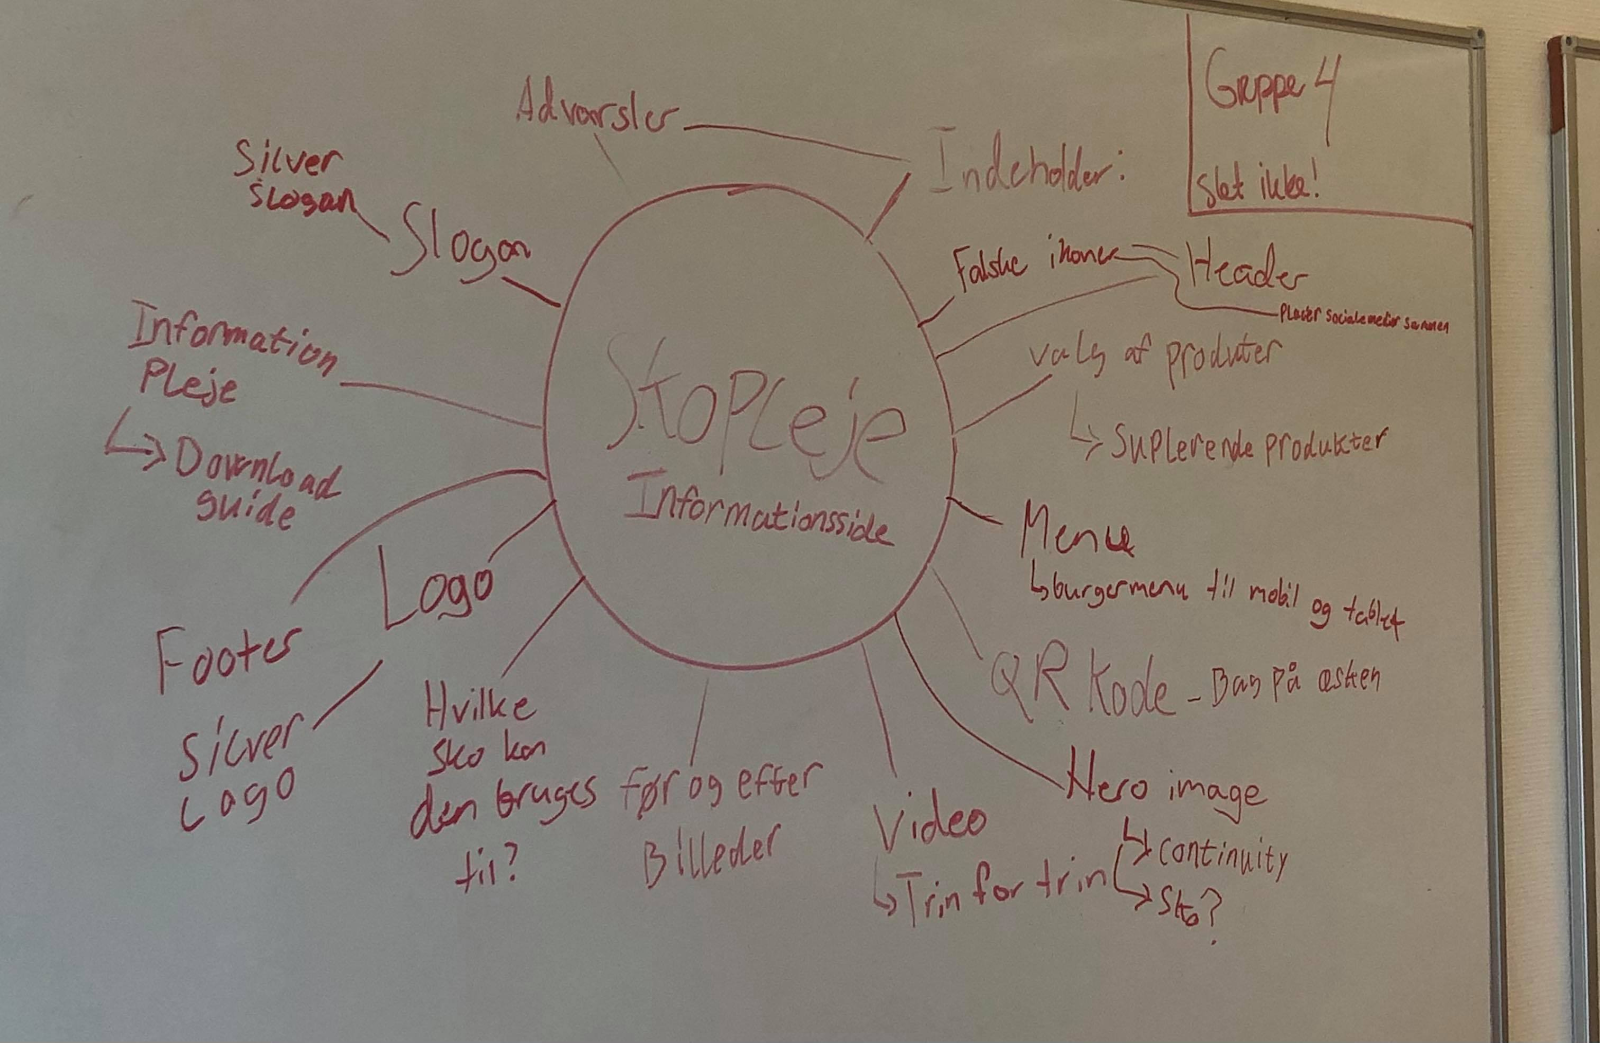 Gruppe 4
Slet ikke!
Advarsler
Indeholder:
Silver
Slogan
Slogan
Falske ikoner
Header
Placer sociale medier sammen
Valg af produter
Suplerende produkter
Information
Pleje
Download
guide
Skopleje
Informationsside
Menu
burgermenu til mobil og tablet
QR Kode - Bag på æsken
Logo
Footer
Silver
Logo
Hvilke
sko kan
den bruges
til?
Før og efter
Billeder
Video
Trin for trin
Hero image
continuity
Sko?